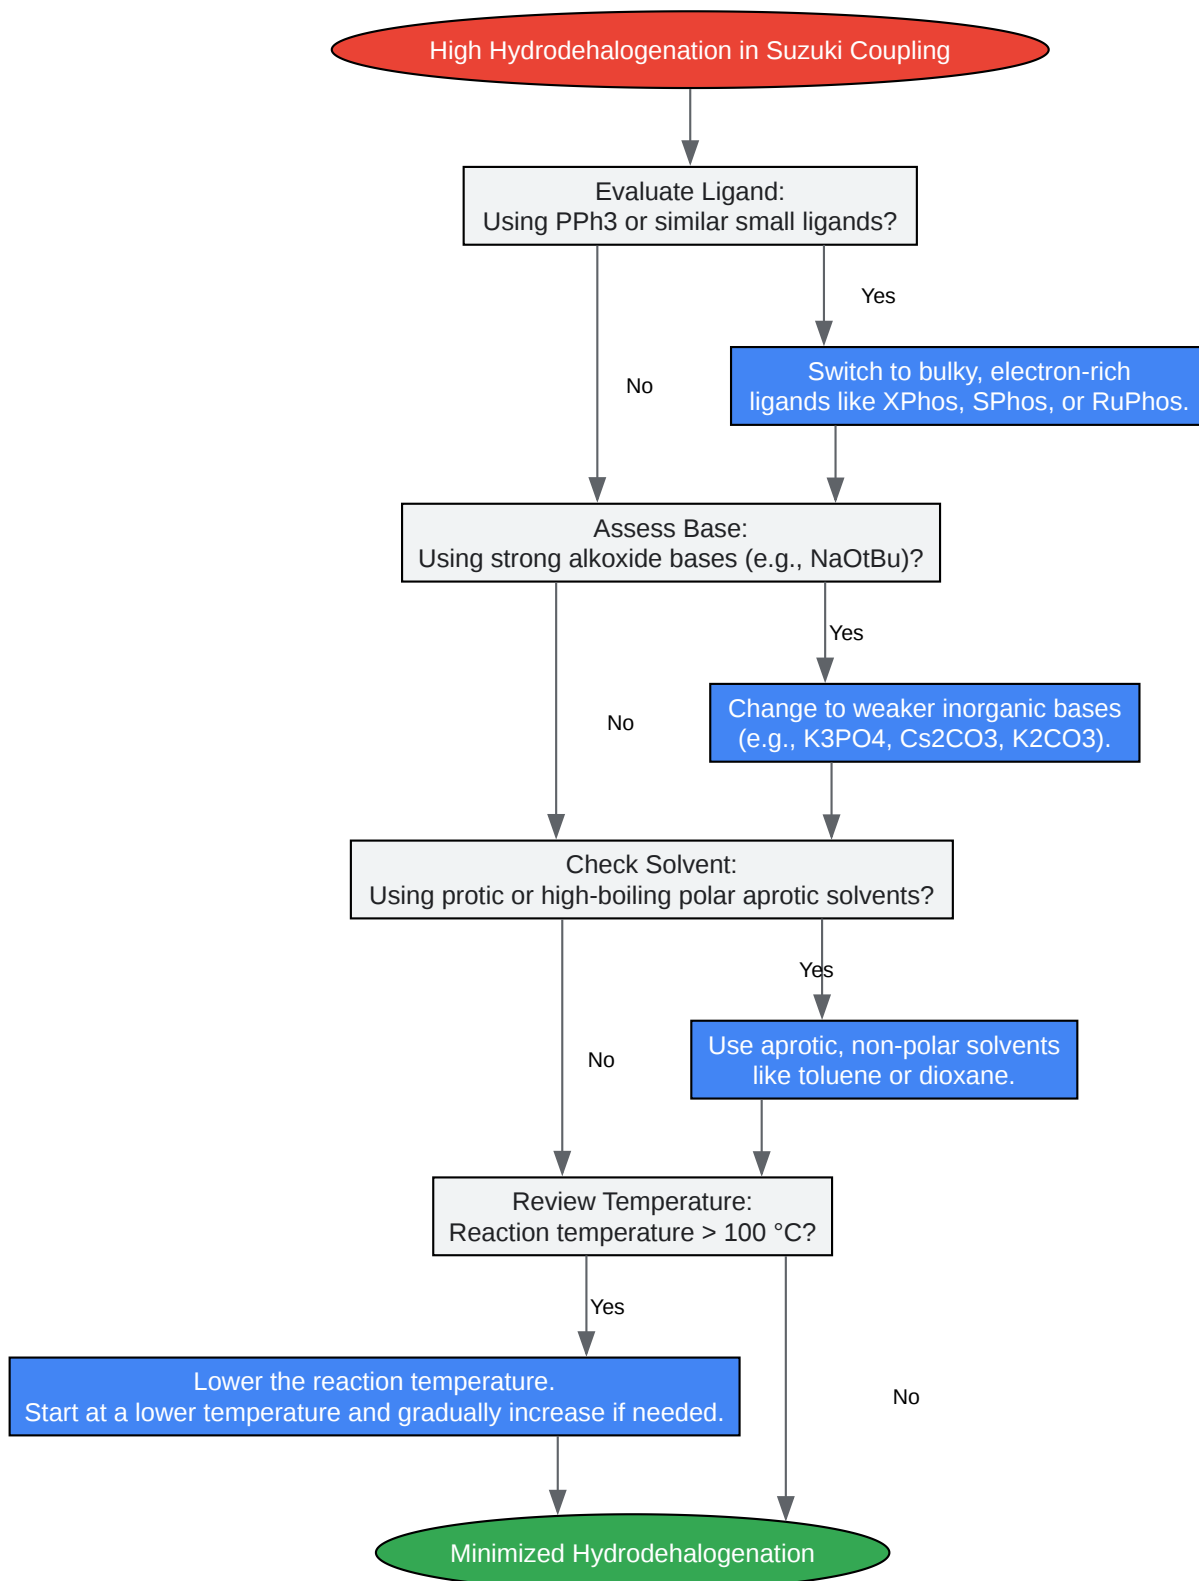 High Hydrodehalogenation in Suzuki Coupling
Evaluate Ligand:
Using PPh3 or similar small ligands?
Yes
Switch to bulky, electron-rich
ligands like XPhos, SPhos, or RuPhos.
No
Assess Base:
Using strong alkoxide bases (e.g., NaOtBu)?
Yes
Change to weaker inorganic bases
(e.g., K3PO4, Cs2CO3, K2CO3).
No
Check Solvent:
Using protic or high-boiling polar aprotic solvents?
Yes
Use aprotic, non-polar solvents
like toluene or dioxane.
No
Review Temperature:
Reaction temperature > 100 °C?
Yes
Lower the reaction temperature.
Start at a lower temperature and gradually increase if needed.
No
Minimized Hydrodehalogenation